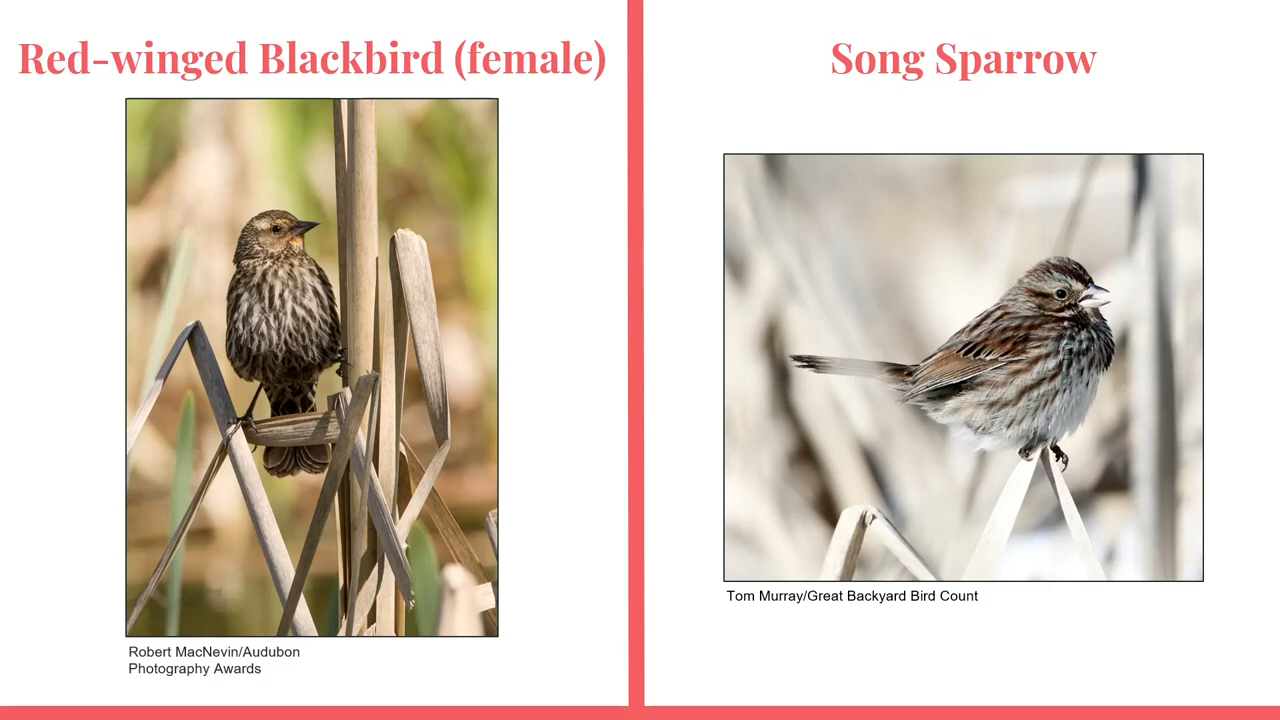 Red-winged Blackbird (female)
Robert MacNevin/Audubon
Photography Awards
Song Sparrow
Tom Murray/Great Backyard Bird Count